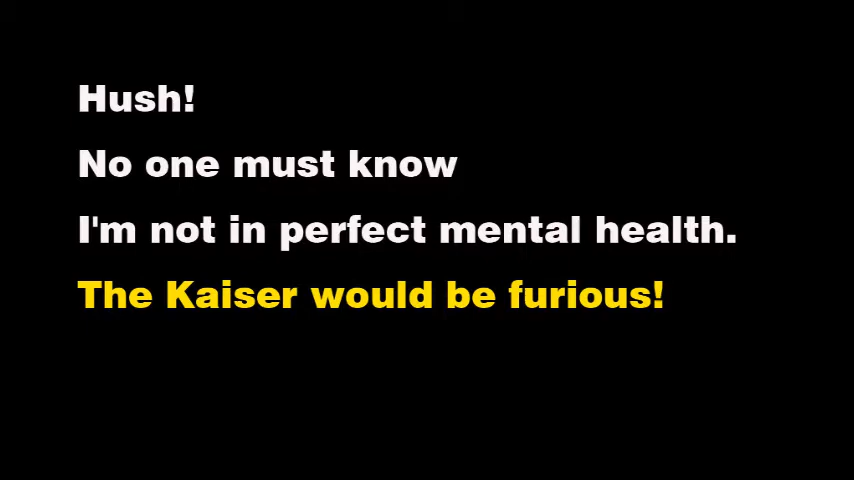 Hush!
No one must know
I'm not in perfect mental health.
The Kaiser would be furious!